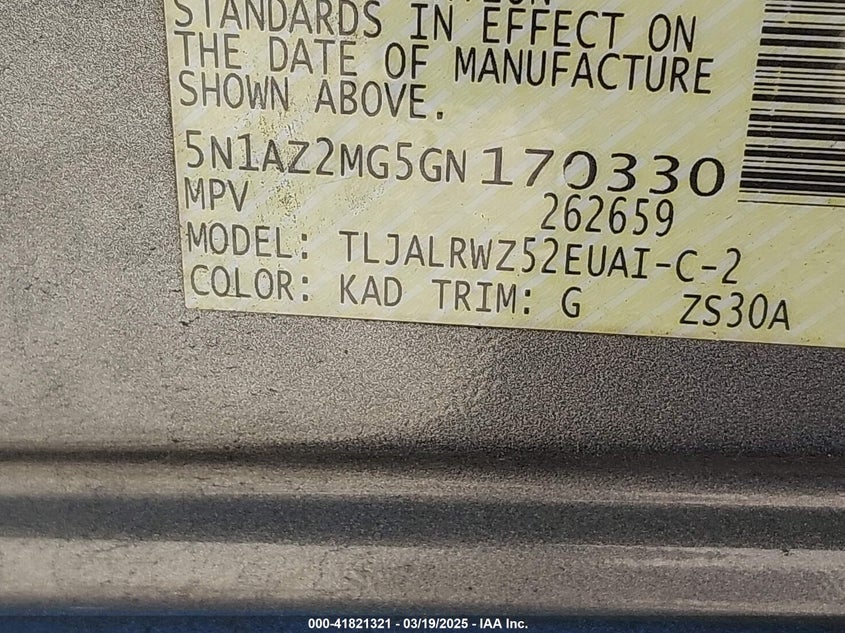 STANDARDS IN EFFECT ON
THE DATE OF MANUFACTURE
SHOWN ABOVE.
5N1AZ2MG5GN170330
MPV 262659
MODEL: TLJALRWZ52EUAI-C-2
COLOR: KAD TRIM: G ZS30A
000-41821321 - 03/19/2025 - IAA Inc.